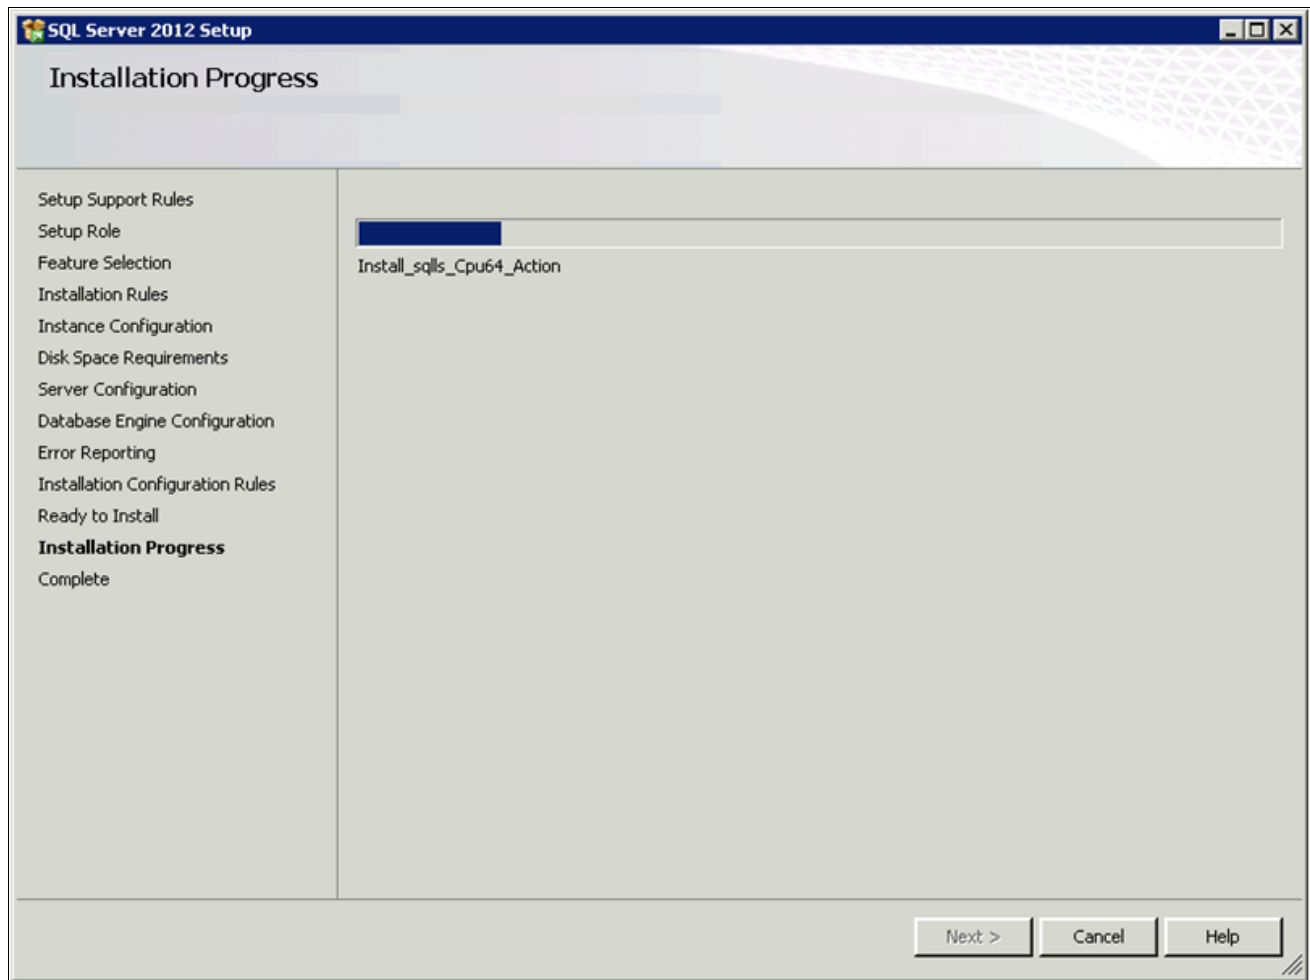 SQL Server 2012 Setup
Installation Progress
Setup Support Rules
Setup Role
Feature Selection
Installation Rules
Instance Configuration
Disk Space Requirements
Server Configuration
Database Engine Configuration
Error Reporting
Installation Configuration Rules
Ready to Install
Installation Progress
Complete
Install_sqlls_Cpu64_Action
Next >
Cancel
Help